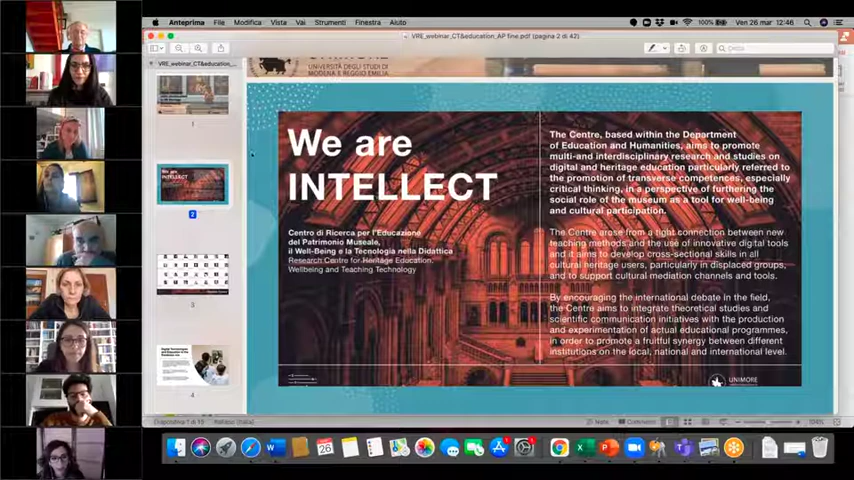 Anteprima File Modifica Vista Vai Strumenti Finestra Aiuto
100% Ven 26 mar 12:46
VRE_webinar_CT&education_AP fine.pdf (pagina 2 di 42)
VRE_webinar_CT&education_...
Cerca
1
2
3
4
UNIVERSITÀ DEGLI STUDI DI
MODENA E REGGIO EMILIA
We are
INTELLECT
Centro di Ricerca per l'Educazione
del Patrimonio Museale,
il Well-Being e la Tecnologia nella Didattica
Research Centre for Heritage Education,
Wellbeing and Teaching Technology
The Centre, based within the Department
of Education and Humanities, aims to promote
multi-and interdisciplinary research and studies on
digital and heritage education particularly referred to
the promotion of transverse competences, especially
critical thinking, in a perspective of furthering the
social role of the museum as a tool for well-being
and cultural participation.
The Centre arose from a tight connection between new
teaching methods and the use of innovative digital tools
and it aims to develop cross-sectional skills in all
cultural heritage users, particularly in displaced groups,
and to support cultural mediation channels and tools.
By encouraging the international debate in the field,
the Centre aims to integrate theoretical studies and
scientific communication initiatives with the production
and experimentation of actual educational programmes,
in order to promote a fruitful synergy between different
institutions on the local, national and international level.
UNIMORE